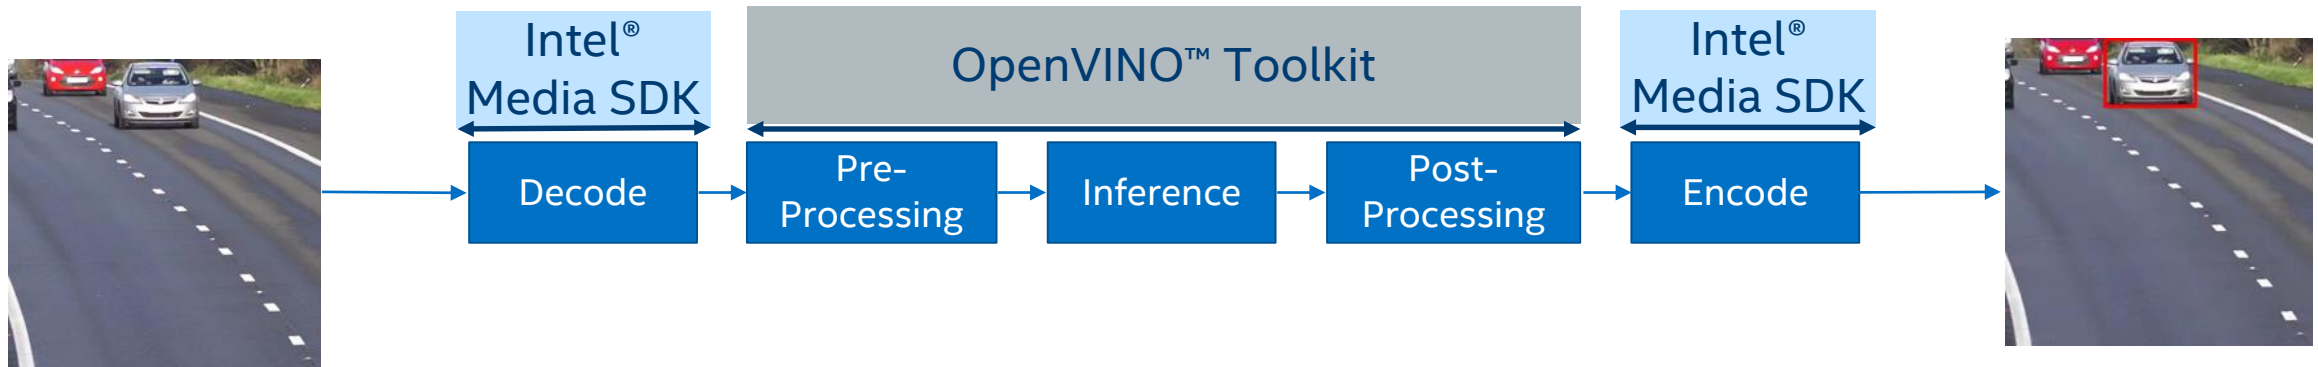 Intel®
Media SDK
OpenVINO™ Toolkit
Intel®
Media SDK
Decode
Pre-
Processing
Inference
Post-
Processing
Encode